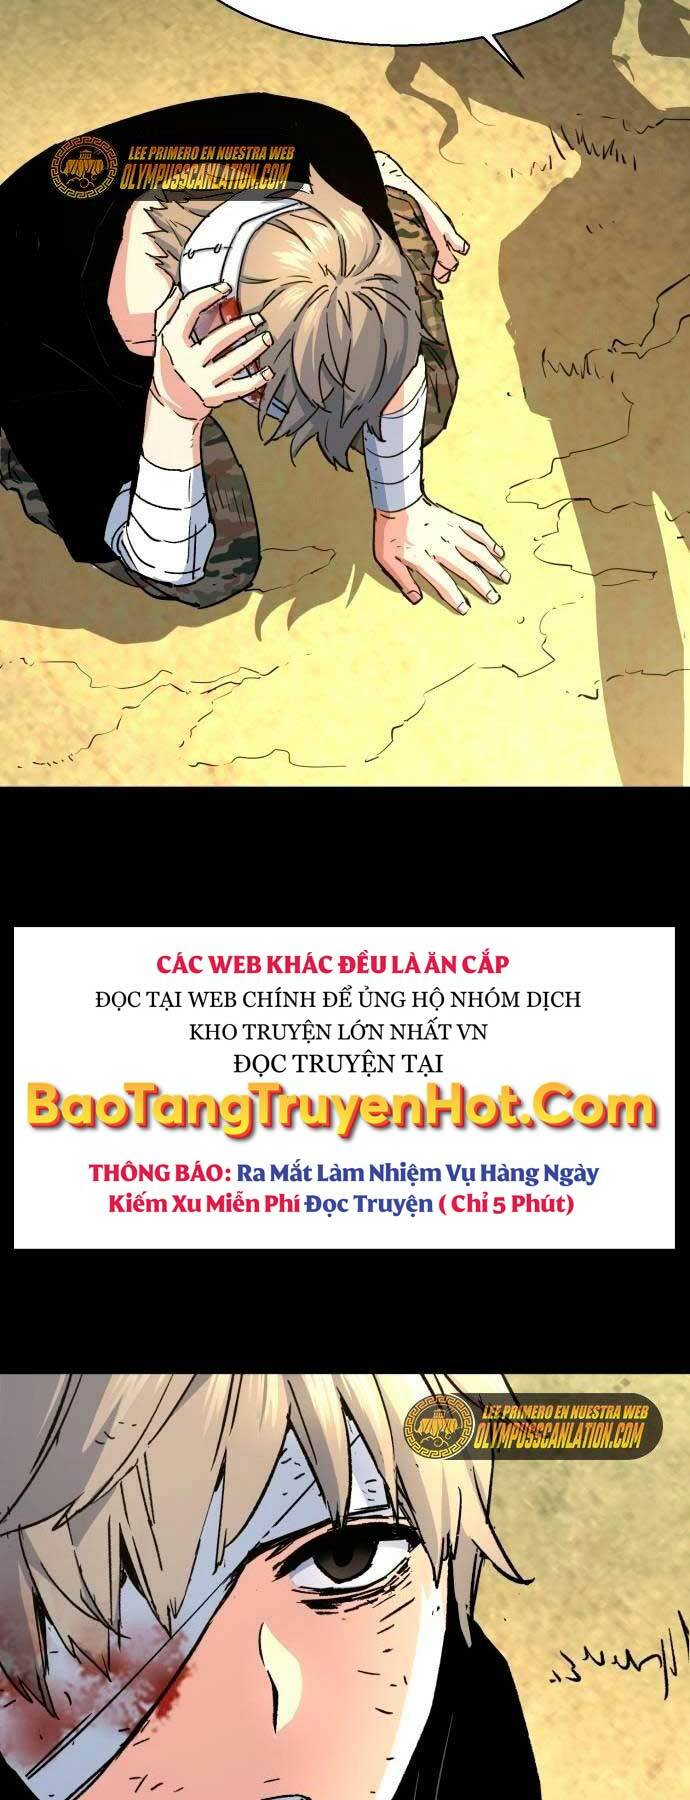 LEE PRIMERO EN NUESTRA WEB
OLYMPUSSCANLATION.COM
CÁC WEB KHÁC ĐỀU LÀ ĂN CẮP
ĐỌC TẠI WEB CHÍNH ĐỂ ỦNG HỘ NHÓM DỊCH
KHO TRUYỆN LỚN NHẤT VN
ĐỌC TRUYỆN TẠI
BaoTangTruyenHot.Com
THÔNG BÁO: Ra Mắt Làm Nhiệm Vụ Hàng Ngày
Kiếm Xu Miễn Phí Đọc Truyện ( Chỉ 5 Phút)
LEE PRIMERO EN NUESTRA WEB
OLYMPUSSCANLATION.COM